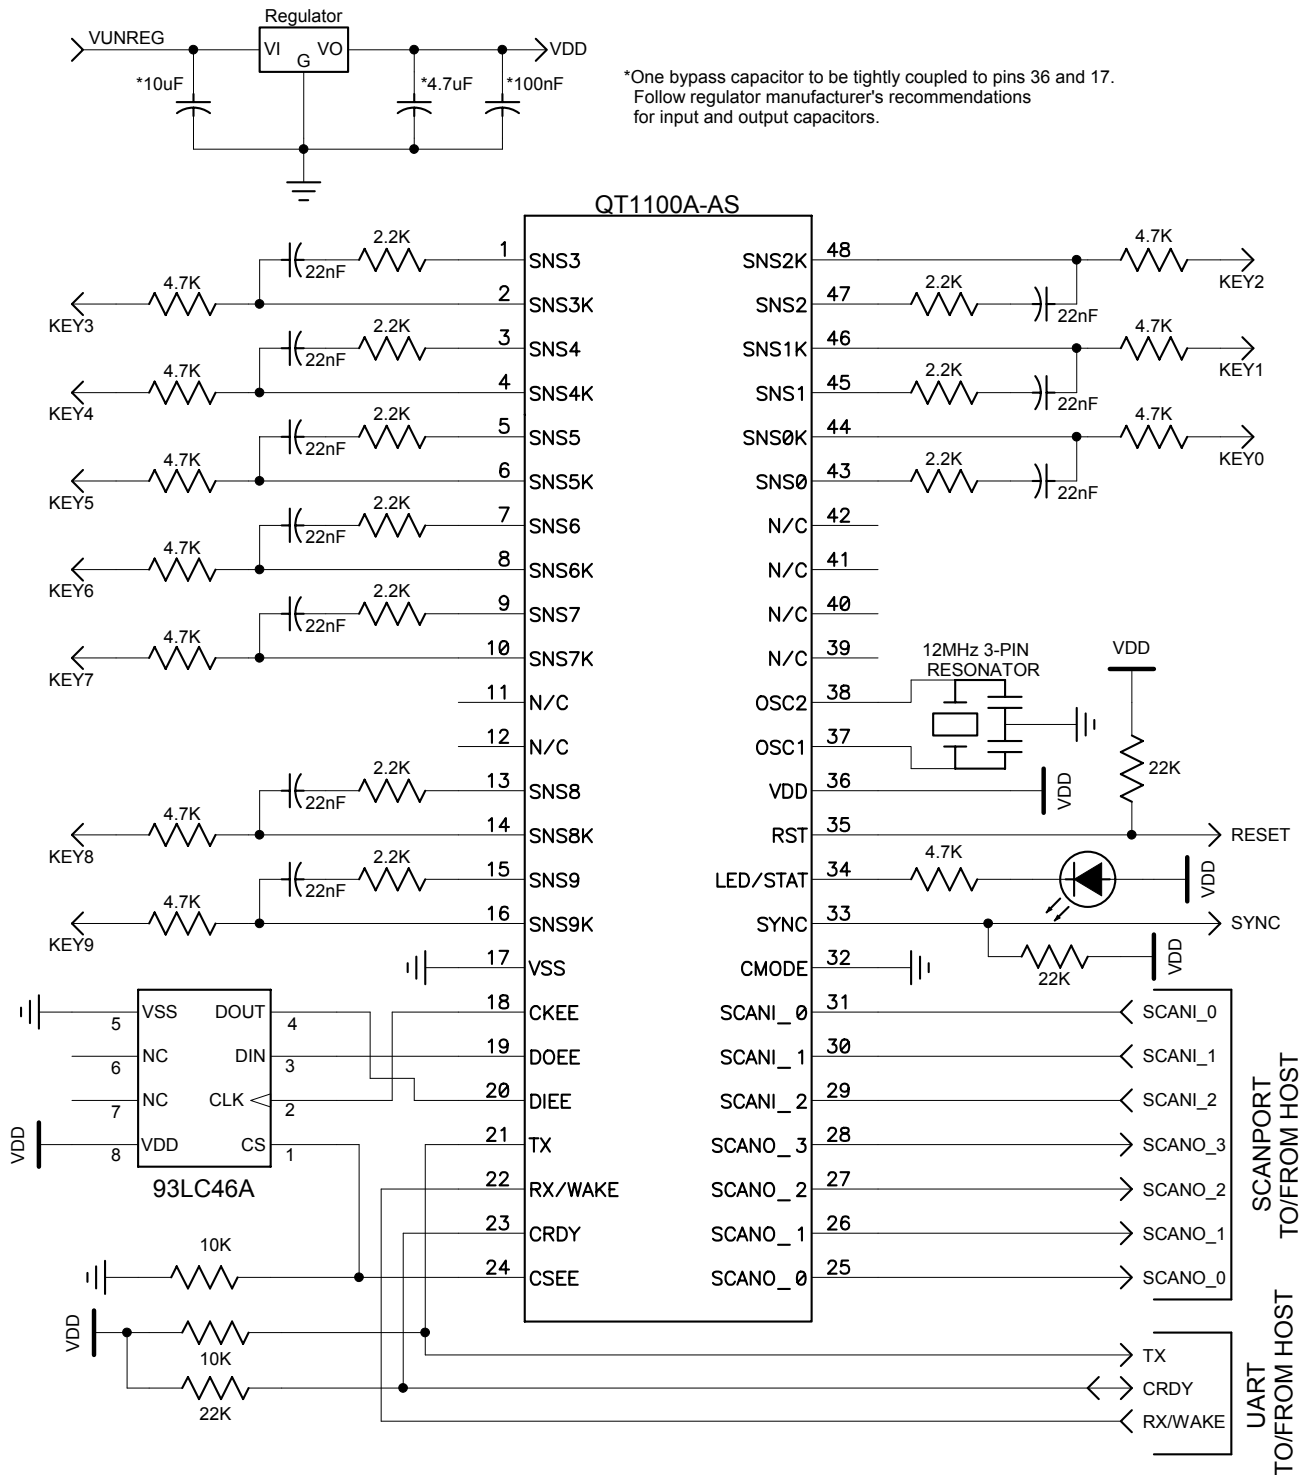 Regulator
VUNREG
VI
VO
G
VDD
*10uF
*4.7uF
*100nF
*One bypass capacitor to be tightly coupled to pins 36 and 17.
Follow regulator manufacturer's recommendations
for input and output capacitors.
QT1100A-AS
2.2K
22nF
1
SNS3
4.7K
KEY3
2
SNS3K
2.2K
22nF
3
SNS4
4.7K
KEY4
4
SNS4K
2.2K
22nF
5
SNS5
4.7K
KEY5
6
SNS5K
2.2K
22nF
7
SNS6
4.7K
KEY6
8
SNS6K
2.2K
22nF
9
SNS7
4.7K
KEY7
10
SNS7K
11
N/C
12
N/C
2.2K
22nF
13
SNS8
4.7K
KEY8
14
SNS8K
2.2K
22nF
15
SNS9
4.7K
KEY9
16
SNS9K
17
VSS
18
CKEE
19
DOEE
20
DIEE
21
TX
22
RX/WAKE
23
CRDY
24
CSEE
SNS2K
48
4.7K
KEY2
SNS2
47
2.2K
22nF
SNS1K
46
4.7K
KEY1
SNS1
45
2.2K
22nF
SNS0K
44
4.7K
KEY0
SNS0
43
2.2K
22nF
N/C
42
N/C
41
N/C
40
N/C
39
12MHz 3-PIN
RESONATOR
OSC2
38
OSC1
37
VDD
36
VDD
VDD
22K
RST
35
RESET
LED/STAT
34
4.7K
VDD
SYNC
33
SYNC
22K
VDD
CMODE
32
SCANI_0
31
SCANI_0
SCANI_1
30
SCANI_1
SCANI_2
29
SCANI_2
SCANO_3
28
SCANO_3
SCANO_2
27
SCANO_2
SCANO_1
26
SCANO_1
SCANO_0
25
SCANO_0
SCANPORT
TO/FROM HOST
5
VSS
DOUT
4
6
NC
DIN
3
7
NC
CLK
2
VDD
8
VDD
CS
1
93LC46A
10K
VDD
10K
22K
TX
CRDY
RX/WAKE
UART
TO/FROM HOST